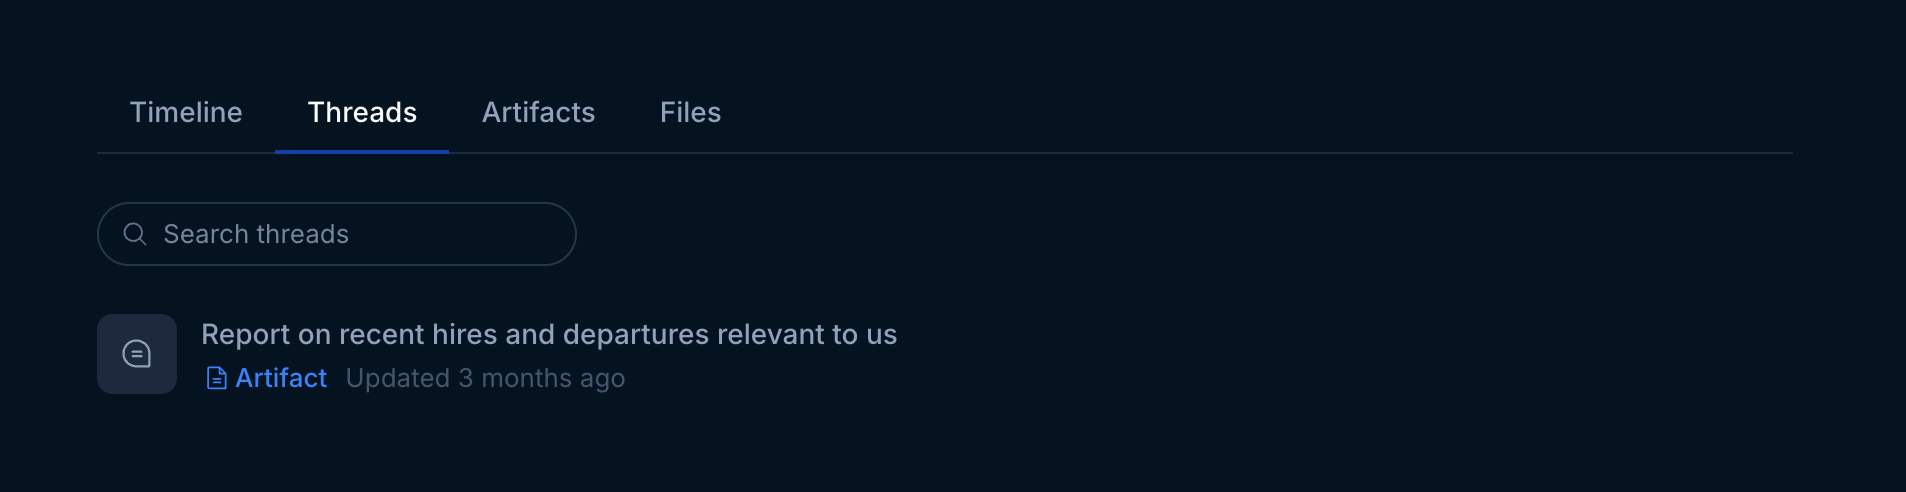 Timeline Threads Artifacts Files
Search threads
Report on recent hires and departures relevant to us
Artifact Updated 3 months ago